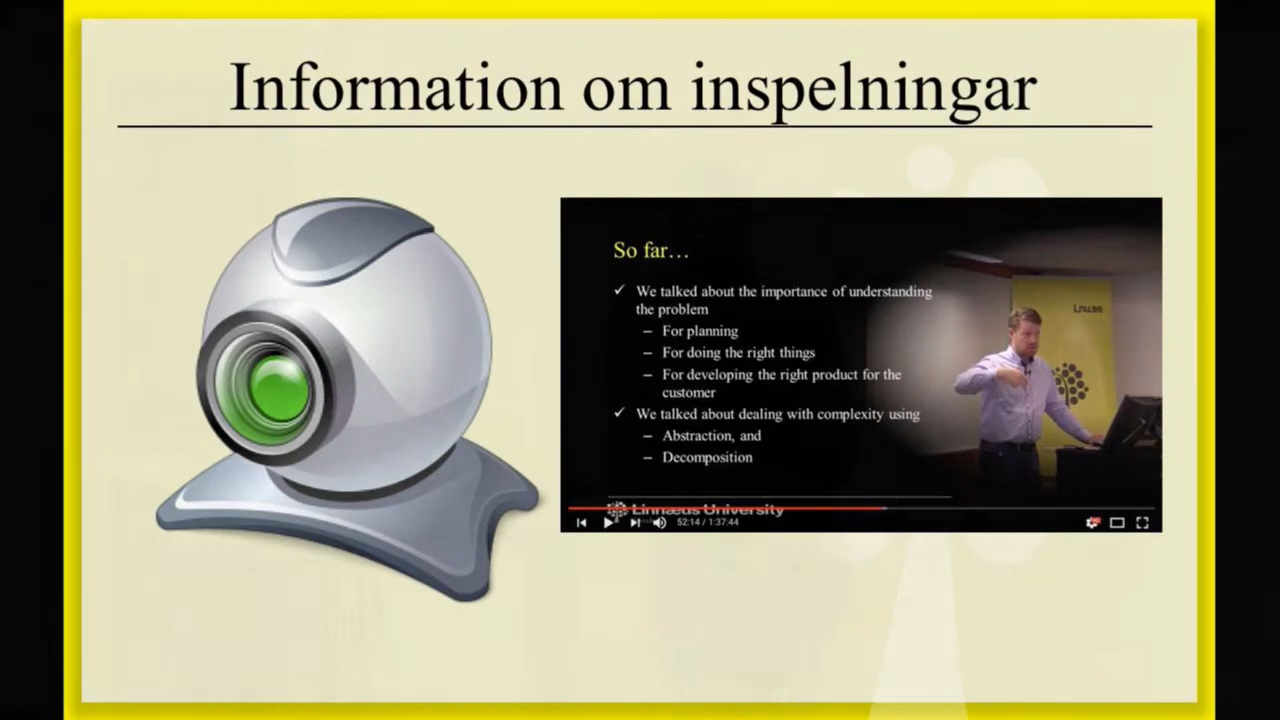 Information om inspelningar
So far…
✓ We talked about the importance of understanding
the problem
– For planning
– For doing the right things
– For developing the right product for the
customer
✓ We talked about dealing with complexity using
– Abstraction, and
– Decomposition
Lnu.se
Linnaeus University
52:14 / 1:37:44